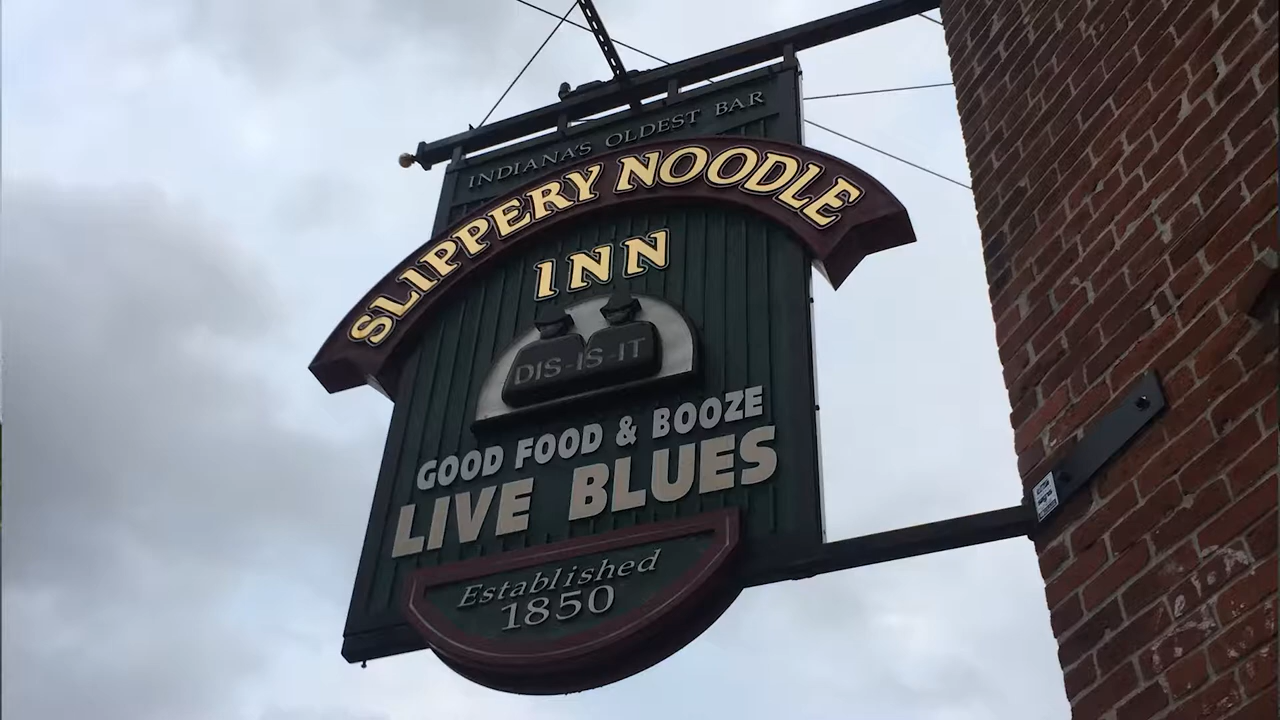 INDIANA'S OLDEST BAR
SLIPPERY NOODLE
INN
DIS-IS-IT
GOOD FOOD & BOOZE
LIVE BLUES
Established
1850